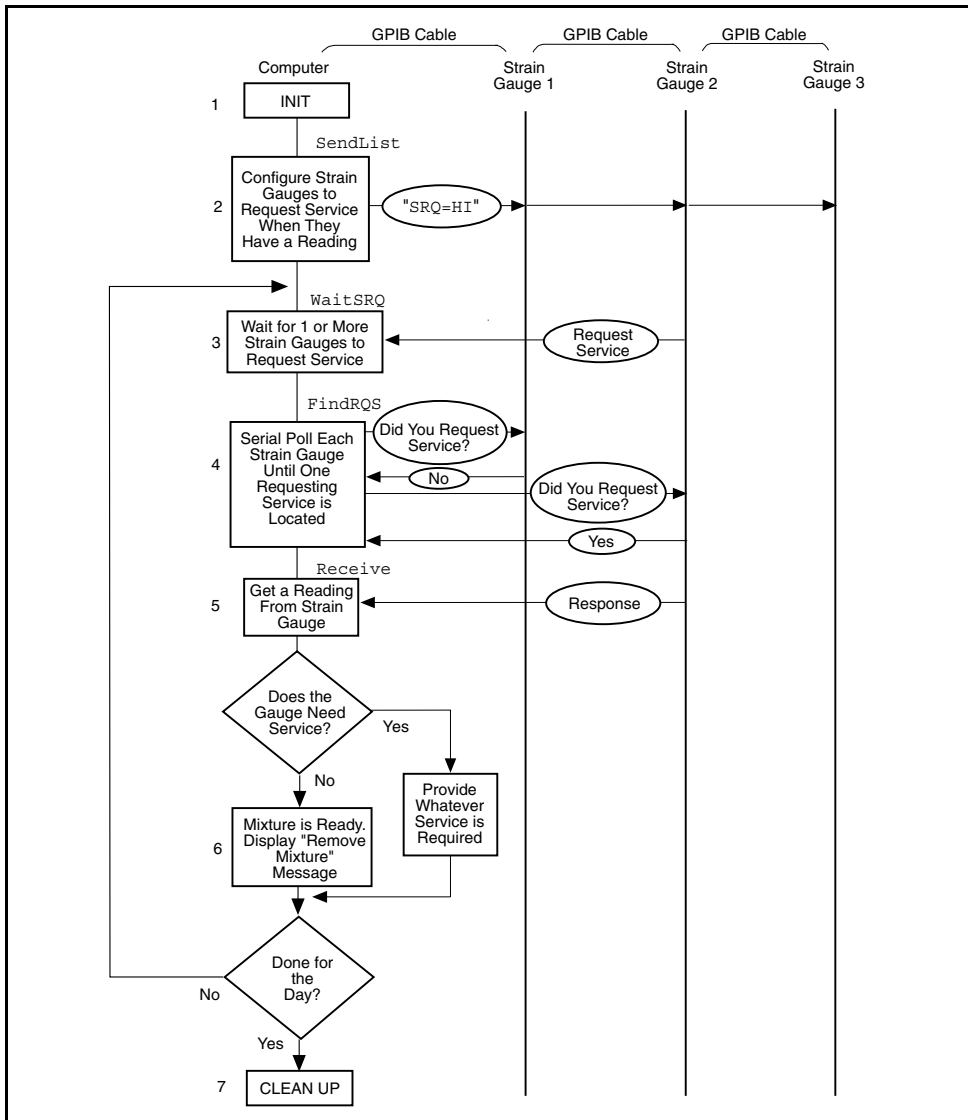 GPIB Cable
GPIB Cable
GPIB Cable
Computer
Strain
Gauge 1
Strain
Gauge 2
Strain
Gauge 3
1
INIT
SendList
2
Configure Strain
Gauges to
Request Service
When They
Have a Reading
"SRQ=HI"
WaitSRQ
3
Wait for 1 or More
Strain Gauges to
Request Service
Request
Service
FindRQS
4
Serial Poll Each
Strain Gauge
Until One
Requesting
Service is
Located
Did You Request
Service?
No
Did You Request
Service?
Yes
Receive
5
Get a Reading
From Strain
Gauge
Response
Does the
Gauge Need
Service?
Yes
No
6
Mixture is Ready.
Display "Remove
Mixture"
Message
Provide
Whatever
Service is
Required
Done for
the
Day?
No
Yes
7
CLEAN UP